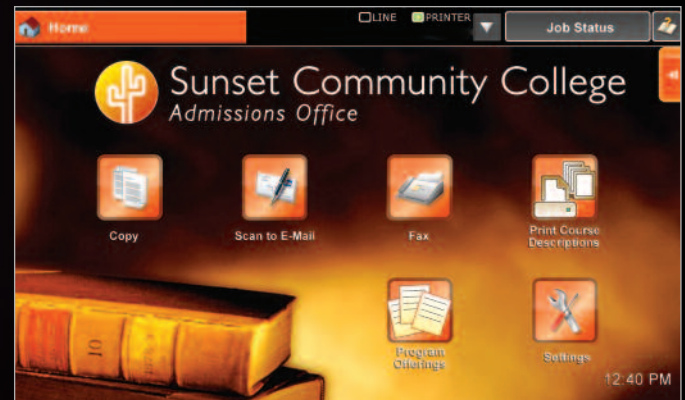 Home
LINE
PRINTER
Job Status
Sunset Community College
Admissions Office
Copy
Scan to E-Mail
Fax
Print Course
Descriptions
Program
Offerings
Settings
12:40 PM
10